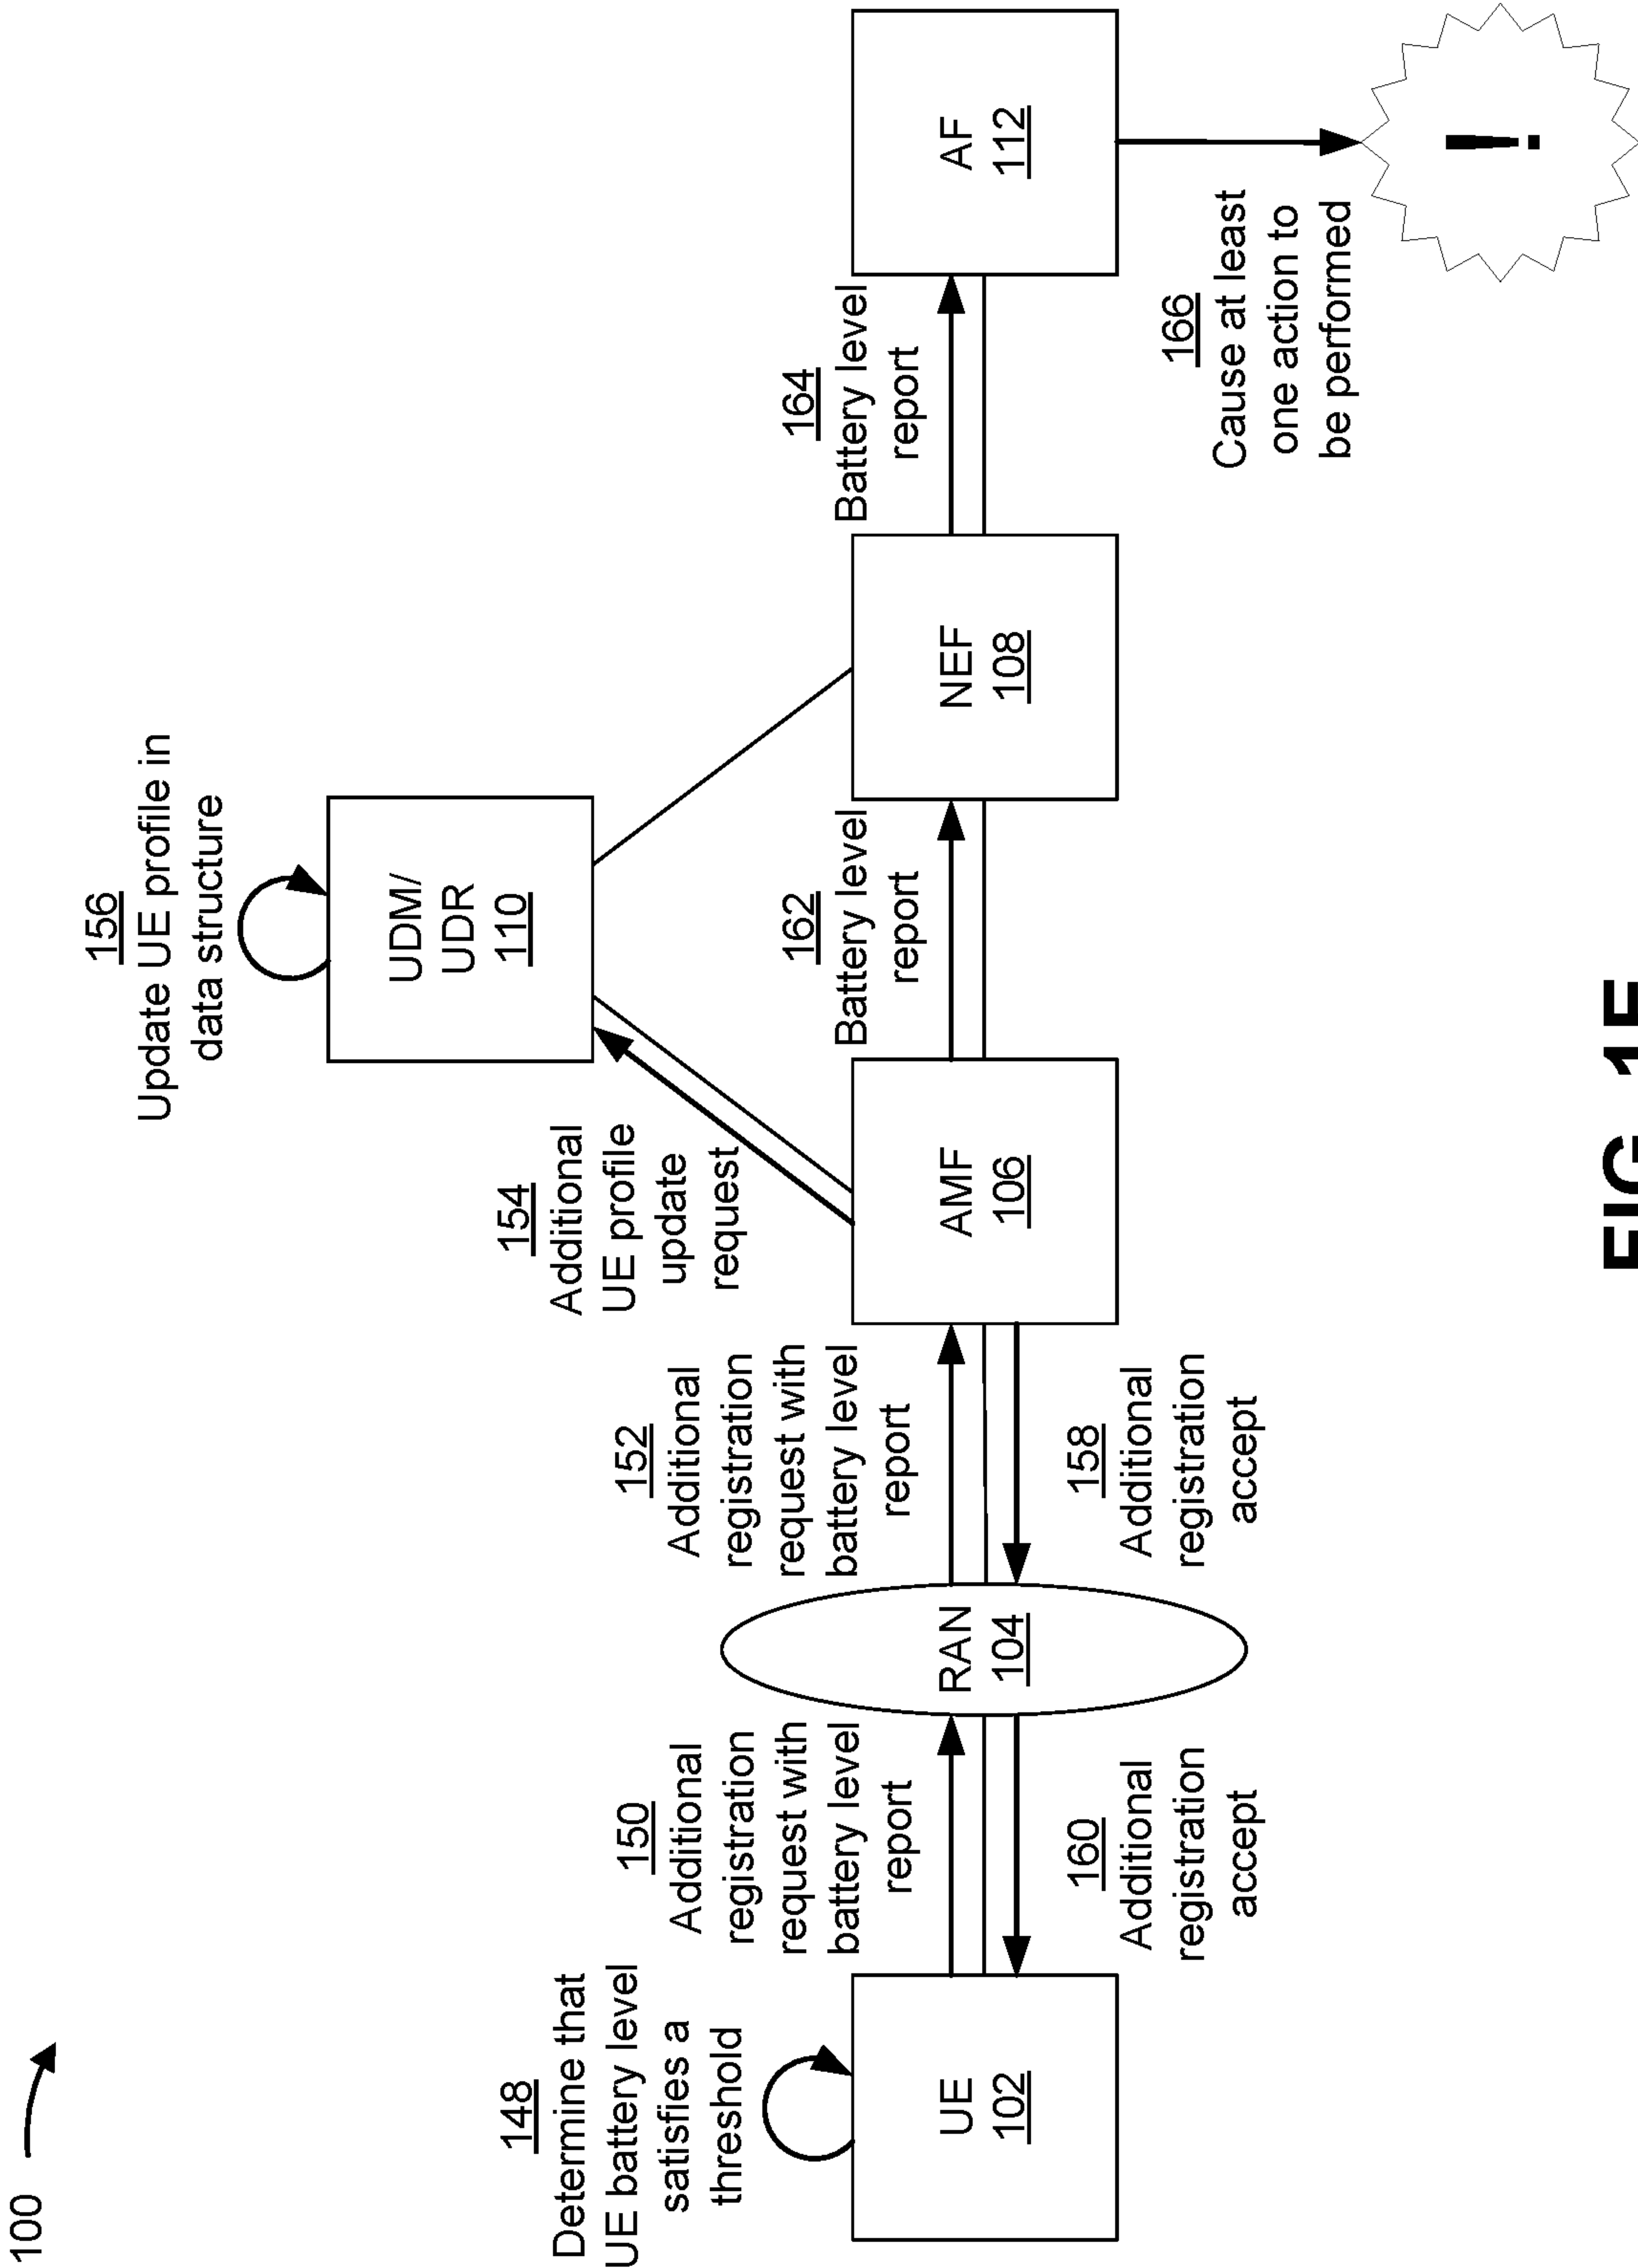 100
156
Update UE profile in
data structure
UDM/
UDR
110
154
Additional
UE profile
update
request
148
Determine that
UE battery level
satisfies a
threshold
150
Additional
registration
request with
battery level
report
152
Additional
registration
request with
battery level
report
162
Battery level
report
164
Battery level
report
UE
102
RAN
104
AMF
106
NEF
108
AF
112
160
Additional
registration
accept
158
Additional
registration
accept
166
Cause at least
one action to
be performed
!
FIG